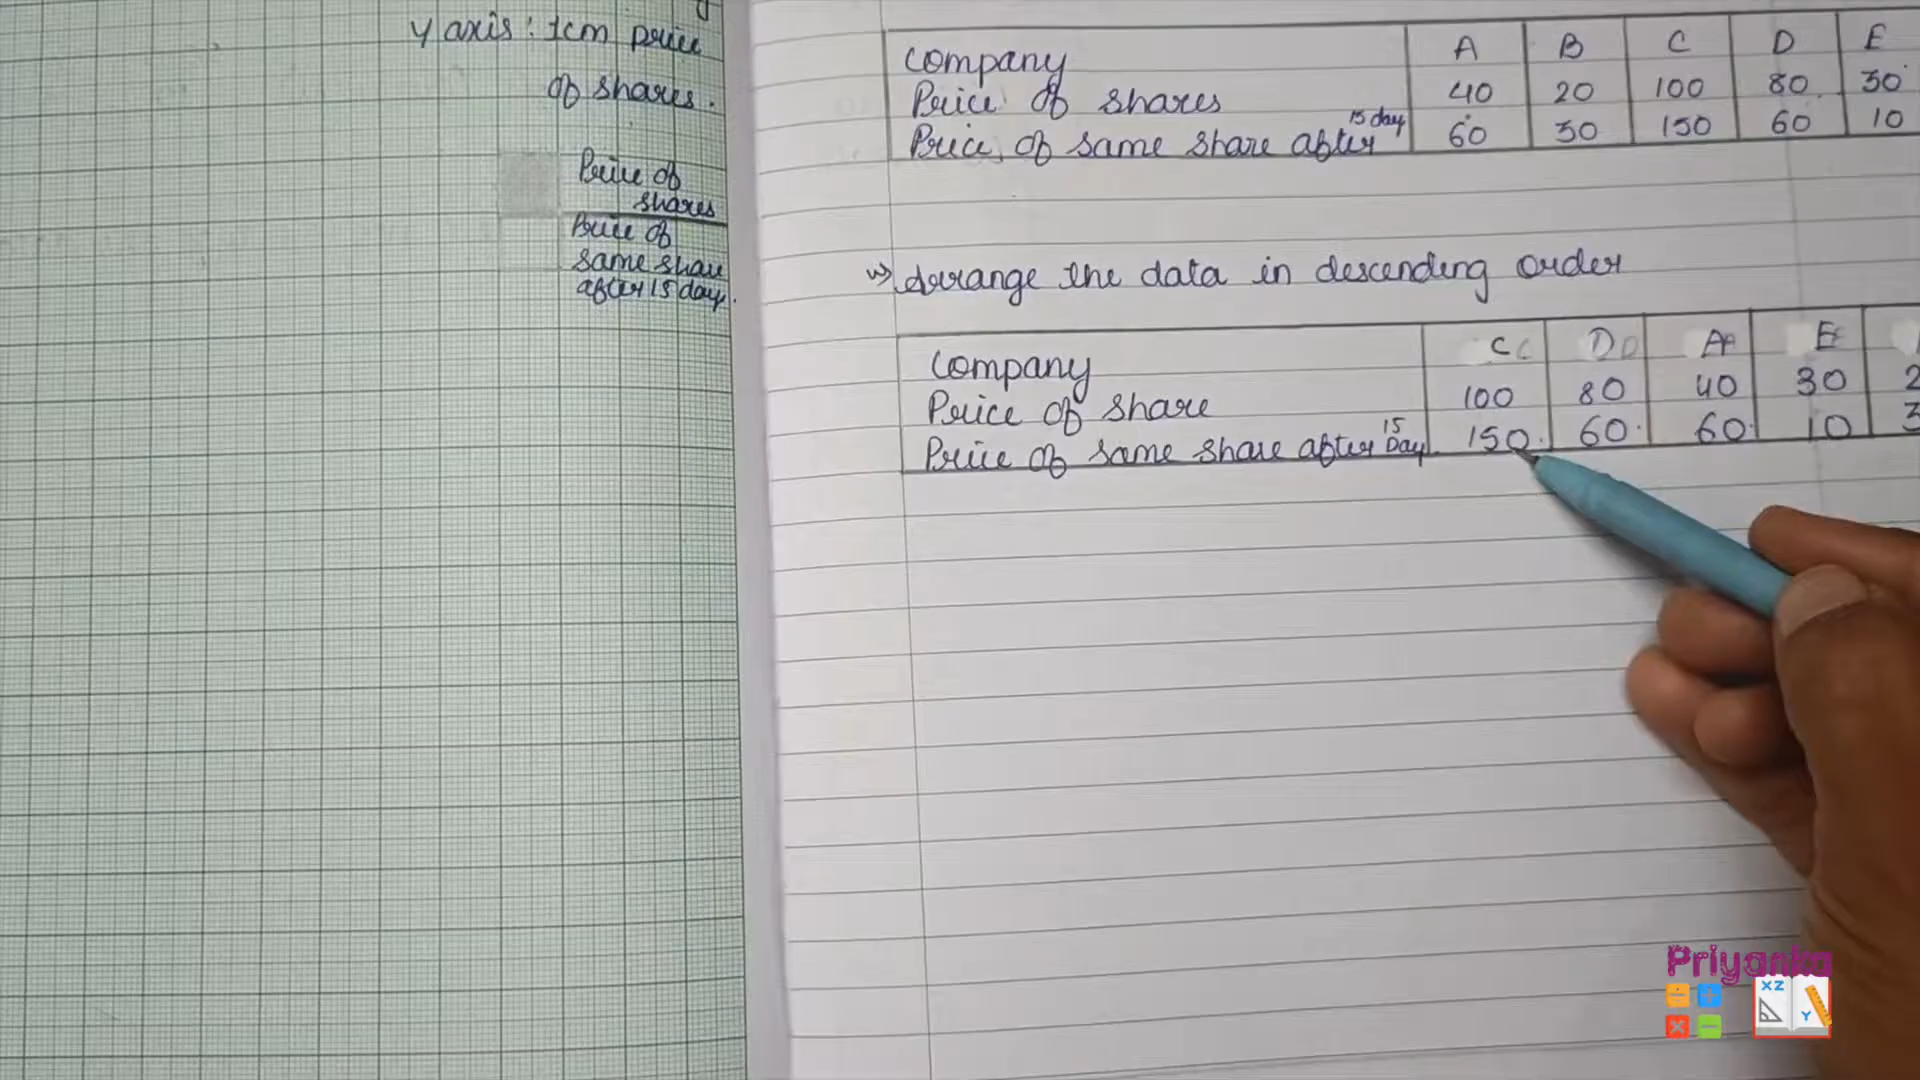 Y axis: 1cm price
of shares.
Price of
shares
Price of
same share
after 15 day.
Company A B C D E
Price of shares 40 20 100 80 30
15 day
Price of same share after 60 30 150 60 10
Arrange the data in descending order
Company C D A E
Price of share 100 80 40 30 2
15
Price of same share after Day. 150 60 60 10 3
Priyanka
XZ
Y